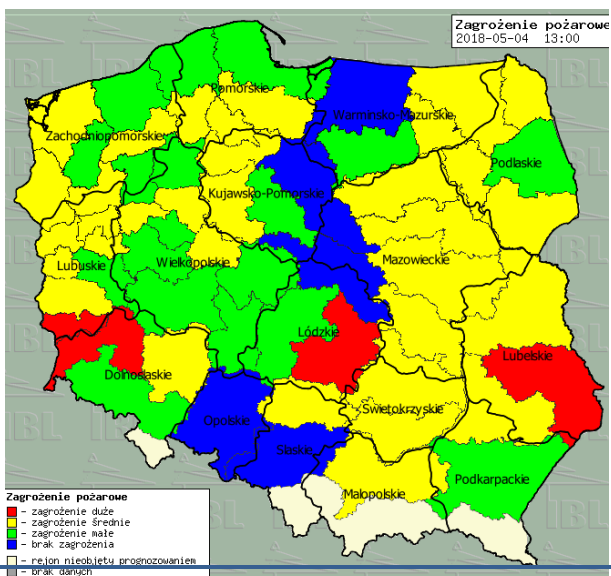 Zagrożenie pożarowe
2018-05-04 13:00
Pomorskie
Warmińsko-Mazurskie
Zachodniopomorskie
Podlaskie
Kujawsko-Pomorskie
Lubuskie
Wielkopolskie
Mazowieckie
Łódzkie
Lubelskie
Dolnoslaskie
Opolskie
Świętokrzyskie
Śląskie
Małopolskie
Podkarpackie
Zagrożenie pożarowe
- zagrożenie duże
- zagrożenie średnie
- zagrożenie małe
- brak zagrożenia
- rejon nieobjęty prognozowaniem
- brak danych
IBL